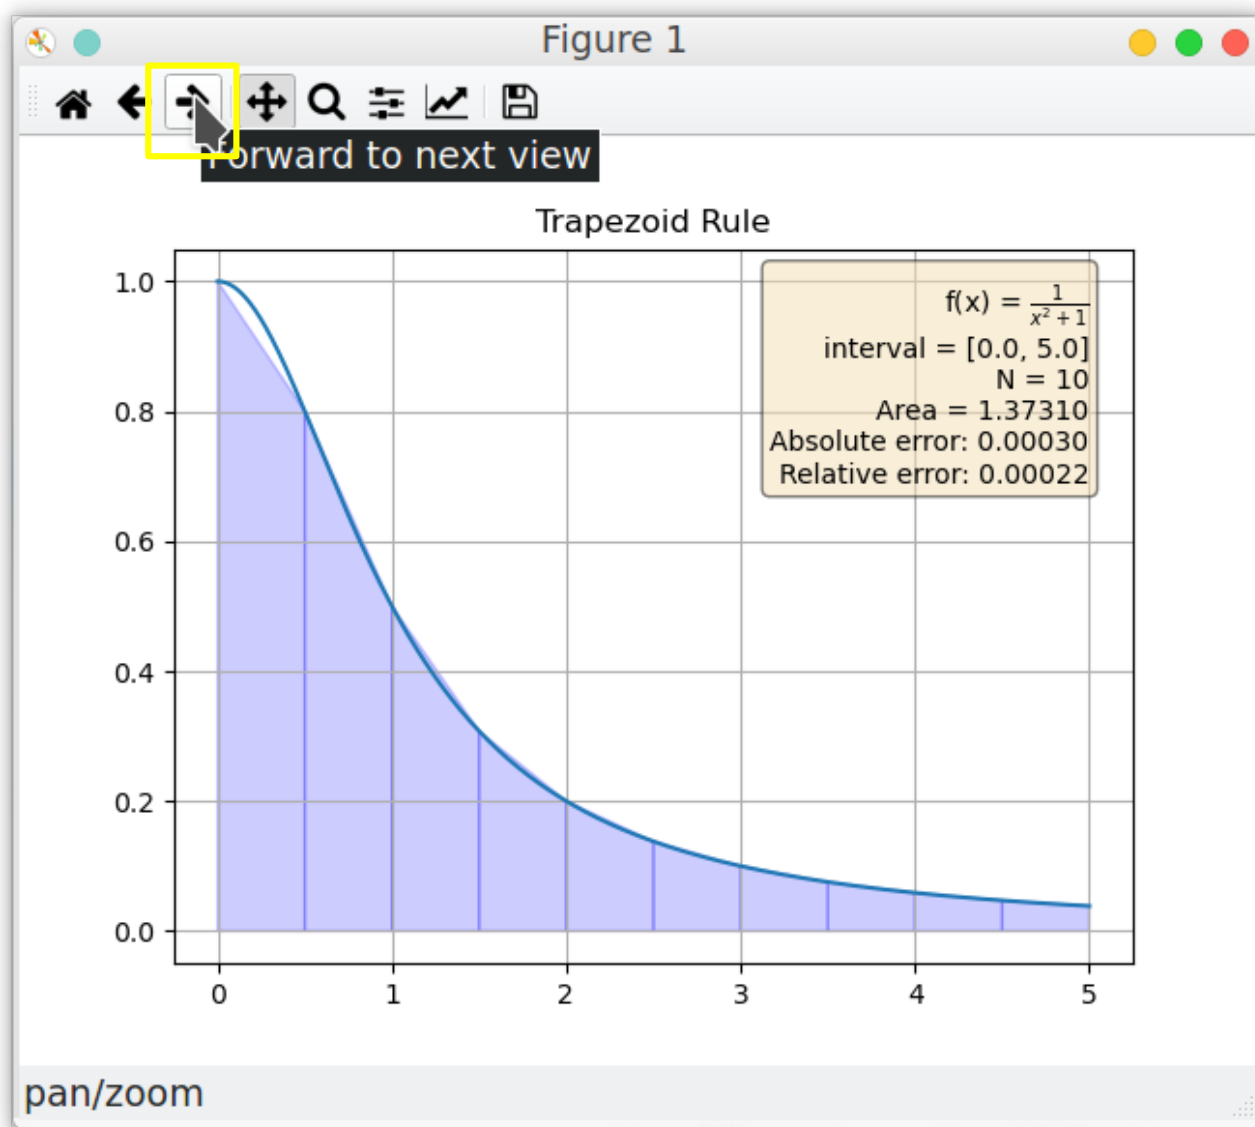 Figure 1
Forward to next view
Trapezoid Rule
f(x) = 1/(x² + 1)
interval = [0.0, 5.0]
N = 10
Area = 1.37310
Absolute error: 0.00030
Relative error: 0.00022
1.0
0.8
0.6
0.4
0.2
0.0
0 1 2 3 4 5
pan/zoom